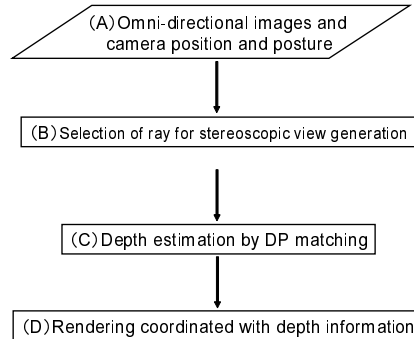 (A)Omni-directional images and
camera position and posture
(B)Selection of ray for stereoscopic view generation
(C)Depth estimation by DP matching
(D)Rendering coordinated with depth information